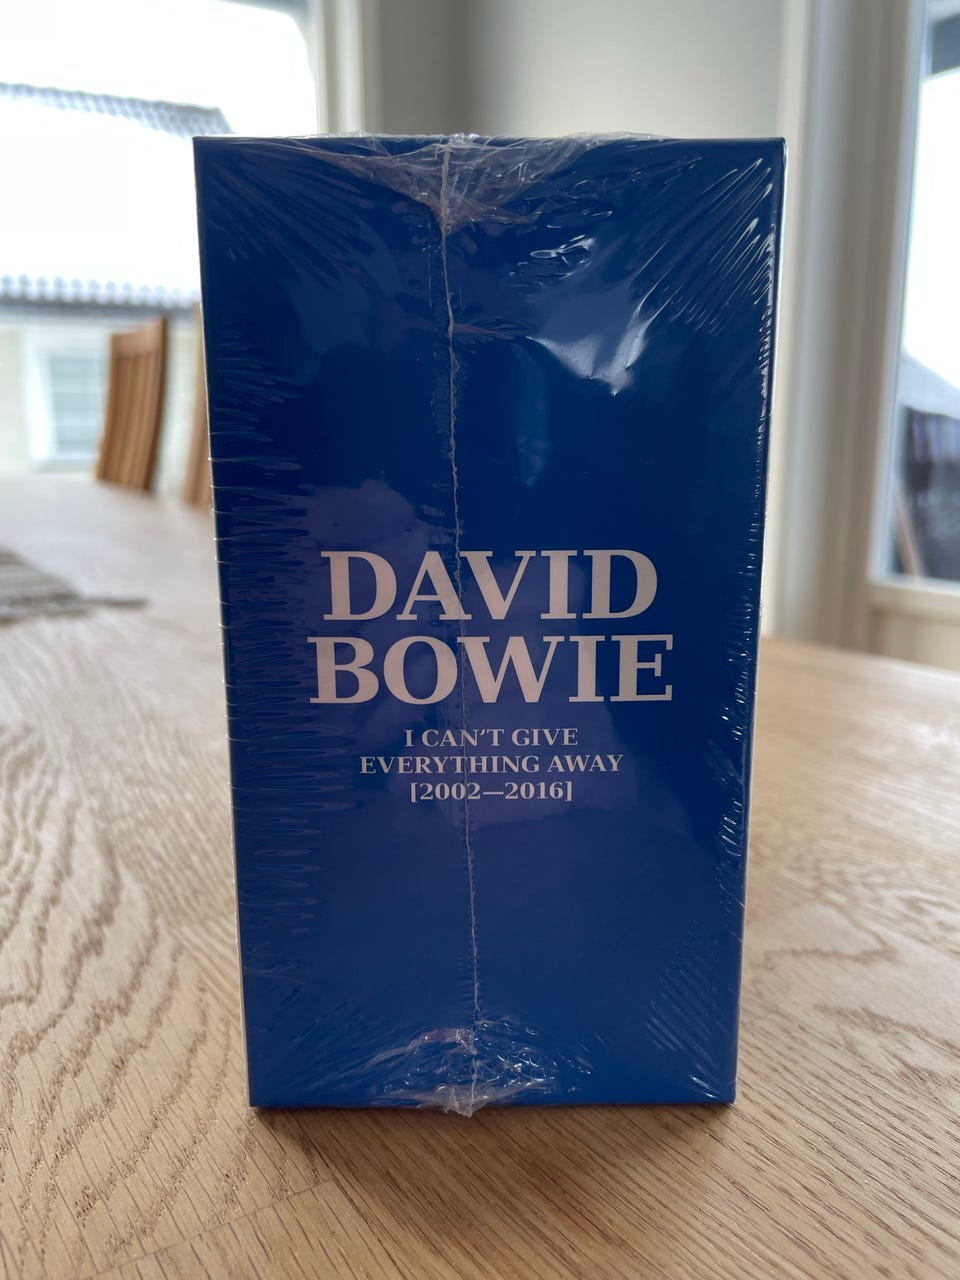 DAVID
BOWIE
I CAN'T GIVE
EVERYTHING AWAY
[2002—2016]